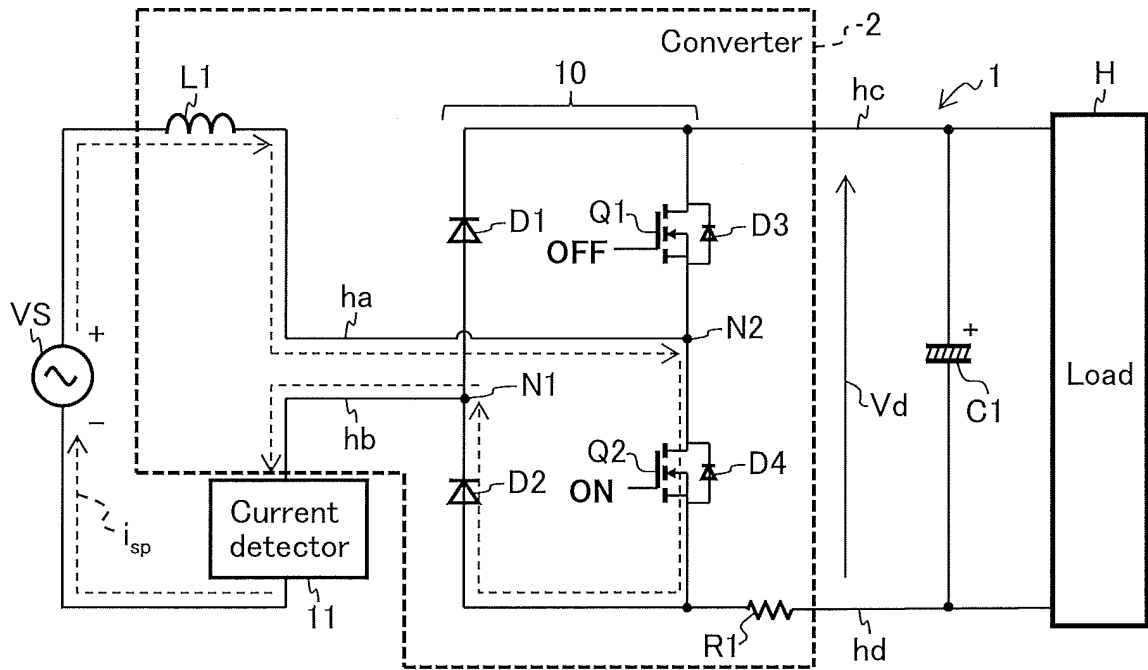 Converter
-2
L1
10
hc
1
H
D1
Q1
OFF
D3
ha
VS
+
N2
+
N1
Load
Vd
C1
-
hb
Q2
ON
D4
D2
Current
detector
isp
11
R1
hd